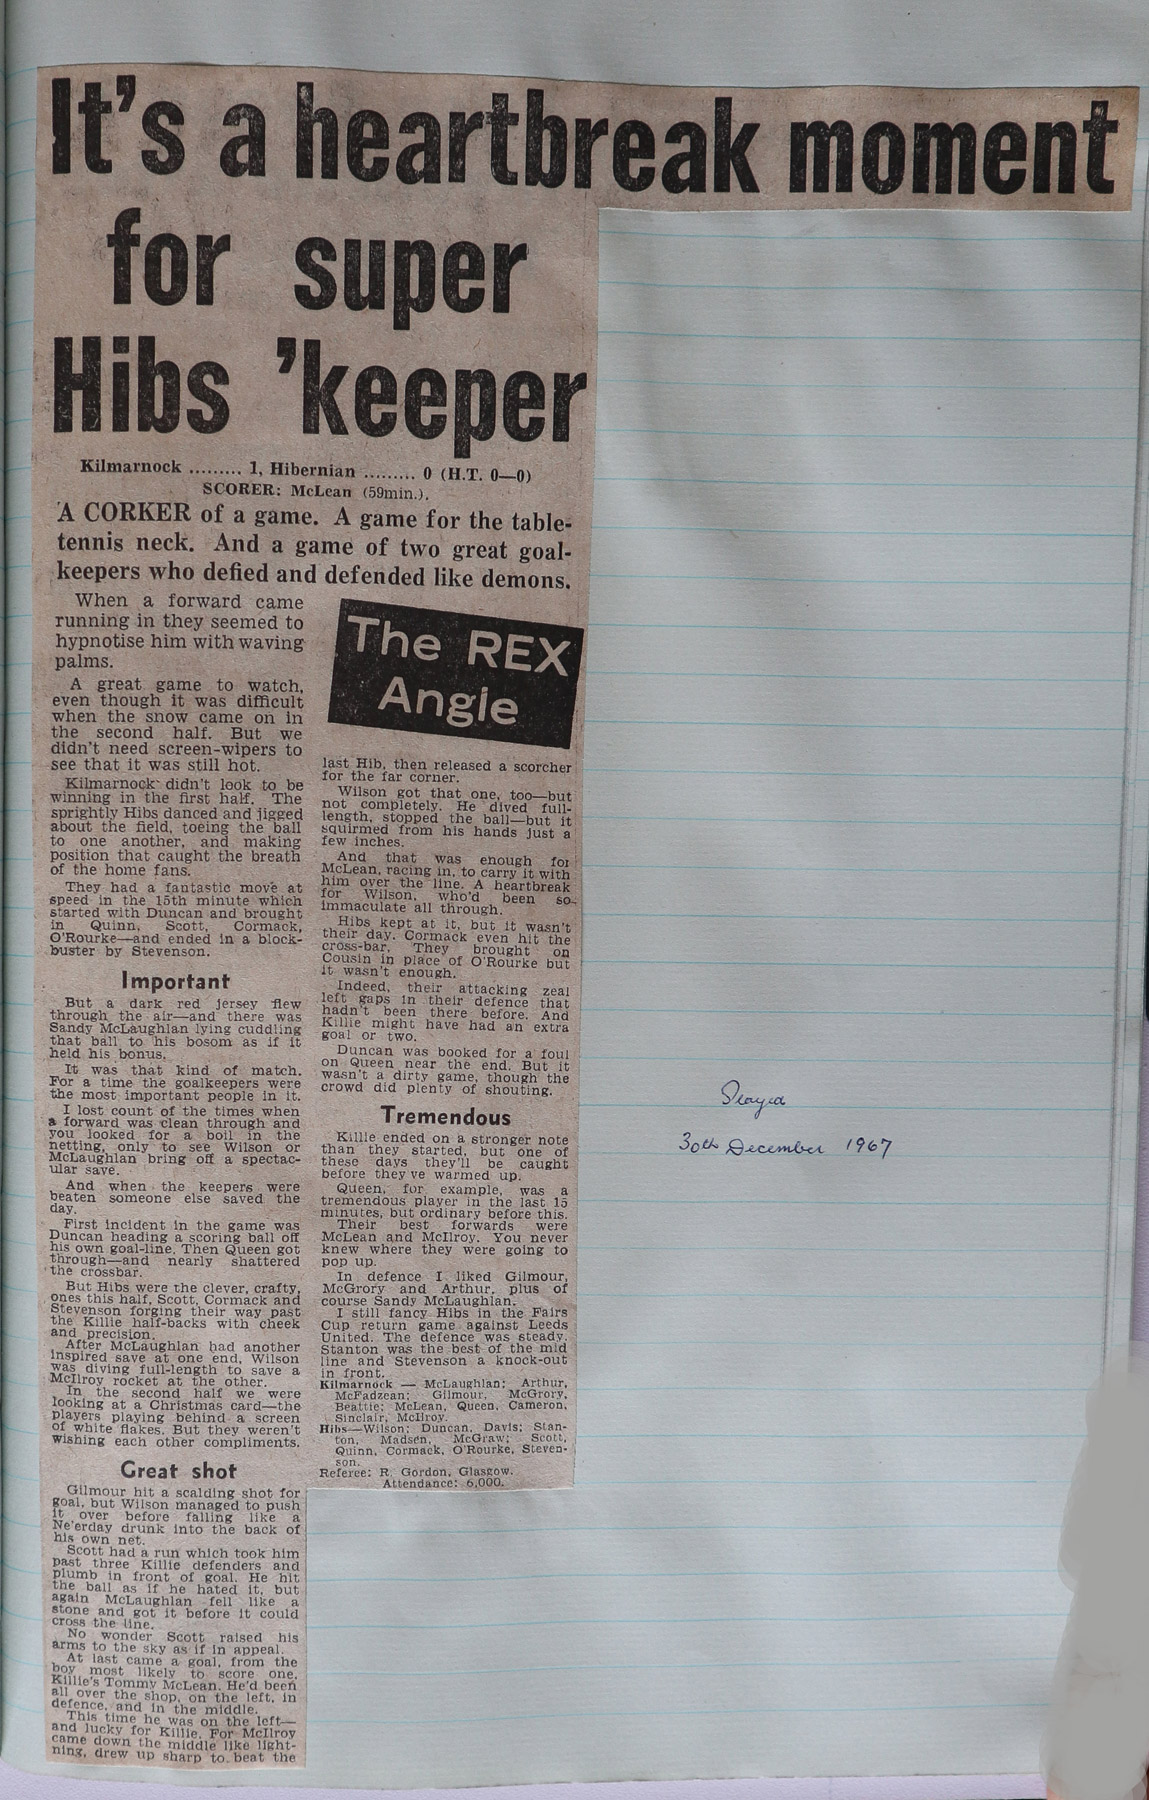 It's a heartbreak moment
for super
Hibs 'keeper
Kilmarnock ......... 1, Hibernian ......... 0 (H.T. 0—0)
SCORER: McLean (59min.).
A CORKER of a game. A game for the table-
tennis neck. And a game of two great goal-
keepers who defied and defended like demons.
When a forward came
running in they seemed to
hypnotise him with waving
palms.
A great game to watch,
even though it was difficult
when the snow came on in
the second half. But we
didn't need screen-wipers to
see that it was still hot.
Kilmarnock didn't look to be
winning in the first half. The
sprightly Hibs danced and jigged
about the field, toeing the ball
to one another, and making
position that caught the breath
of the home fans.
They had a fantastic move at
speed in the 15th minute which
started with Duncan and brought
in Quinn, Scott, Cormack,
O'Rourke—and ended in a block-
buster by Stevenson.
Important
But a dark red jersey flew
through the air—and there was
Sandy McLaughlan lying cuddling
that ball to his bosom as if it
held his bonus.
It was that kind of match.
For a time the goalkeepers were
the most important people in it.
I lost count of the times when
a forward was clean through and
you looked for a boil in the
netting, only to see Wilson or
McLaughlan bring off a spectac-
ular save.
And when the keepers were
beaten someone else saved the
day.
First incident in the game was
Duncan heading a scoring ball off
his own goal-line. Then Queen got
through—and nearly shattered
the crossbar.
But Hibs were the clever, crafty,
ones this half, Scott, Cormack and
Stevenson forging their way past
the Killie half-backs with cheek
and precision.
After McLaughlan had another
inspired save at one end, Wilson
was diving full-length to save a
McIlroy rocket at the other.
In the second half we were
looking at a Christmas card—the
players playing behind a screen
of white flakes. But they weren't
wishing each other compliments.
Great shot
Gilmour hit a scalding shot for
goal, but Wilson managed to push
it over before falling like a
Ne'erday drunk into the back of
his own net.
Scott had a run which took him
past three Killie defenders and
plumb in front of goal. He hit
the ball as if he hated it, but
again McLaughlan fell like a
stone and got it before it could
cross the line.
No wonder Scott raised his
arms to the sky as if in appeal.
At last came a goal, from the
boy most likely to score one,
Killie's Tommy McLean. He'd been
all over the shop, on the left, in
defence, and in the middle.
This time he was on the left—
and lucky for Killie. For McIlroy
came down the middle like light-
ning, drew up sharp to beat the
The REX
Angle
last Hib, then released a scorcher
for the far corner.
Wilson got that one, too—but
not completely. He dived full-
length, stopped the ball—but it
squirmed from his hands just a
few inches.
And that was enough for
McLean, racing in, to carry it with
him over the line. A heartbreak
for Wilson, who'd been so
immaculate all through.
Hibs kept at it, but it wasn't
their day. Cormack even hit the
cross-bar. They brought on
Cousin in place of O'Rourke but
it wasn't enough.
Indeed, their attacking zeal
left gaps in their defence that
hadn't been there before. And
Killie might have had an extra
goal or two.
Duncan was booked for a foul
on Queen near the end. But it
wasn't a dirty game, though the
crowd did plenty of shouting.
Tremendous
Killie ended on a stronger note
than they started, but one of
these days they'll be caught
before they've warmed up.
Queen, for example, was a
tremendous player in the last 15
minutes, but ordinary before this.
Their best forwards were
McLean and McIlroy. You never
knew where they were going to
pop up.
In defence I liked Gilmour,
McGrory and Arthur, plus of
course Sandy McLaughlan.
I still fancy Hibs in the Fairs
Cup return game against Leeds
United. The defence was steady.
Stanton was the best of the mid
line and Stevenson a knock-out
in front.
Kilmarnock — McLaughlan; Arthur,
McFadzean; Gilmour, McGrory,
Beattie; McLean, Queen, Cameron,
Sinclair, McIlroy.
Hibs—Wilson; Duncan, Davis; Stan-
ton, Madsen, McGraw; Scott,
Quinn, Cormack, O'Rourke, Steven-
son.
Referee: R. Gordon, Glasgow.
Attendance: 6,000.
Played
30th December 1967